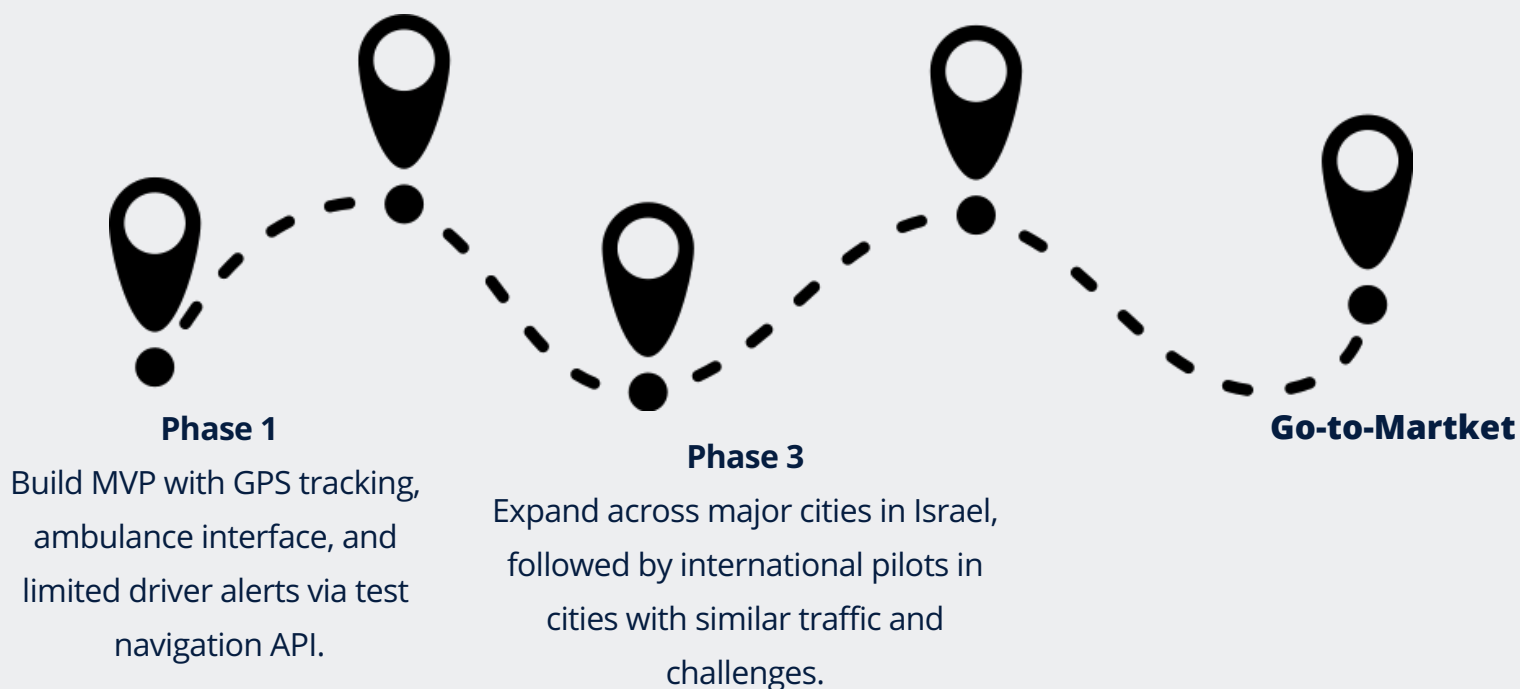 Phase 1
Build MVP with GPS tracking,
ambulance interface, and
limited driver alerts via test
navigation API.
Phase 3
Expand across major cities in Israel,
followed by international pilots in
cities with similar traffic and
challenges.
Go-to-Martket